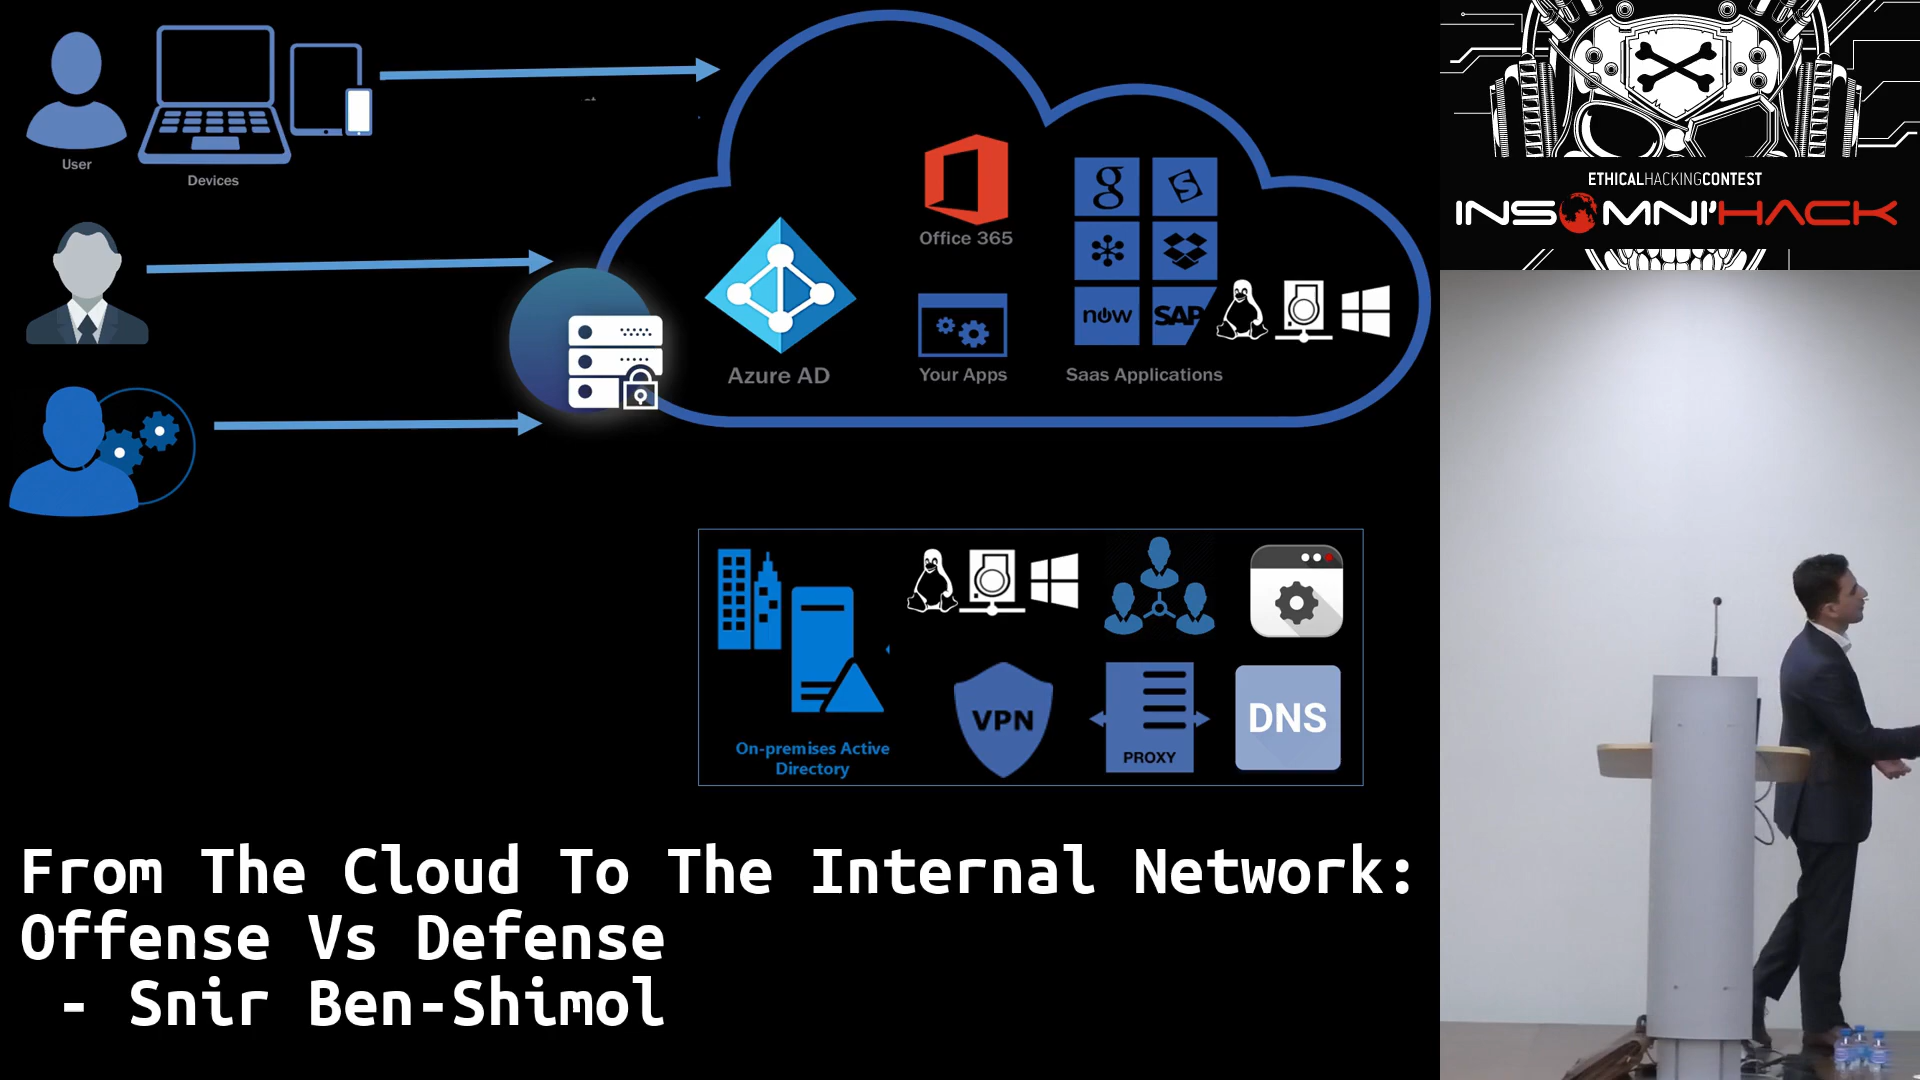 User
Devices
Office 365
g
S
now
SAP
Azure AD
Your Apps
Saas Applications
On-premises Active
Directory
VPN
PROXY
DNS
From The Cloud To The Internal Network:
Offense Vs Defense
- Snir Ben-Shimol
ETHICALHACKINGCONTEST
INSOMNI'HACK